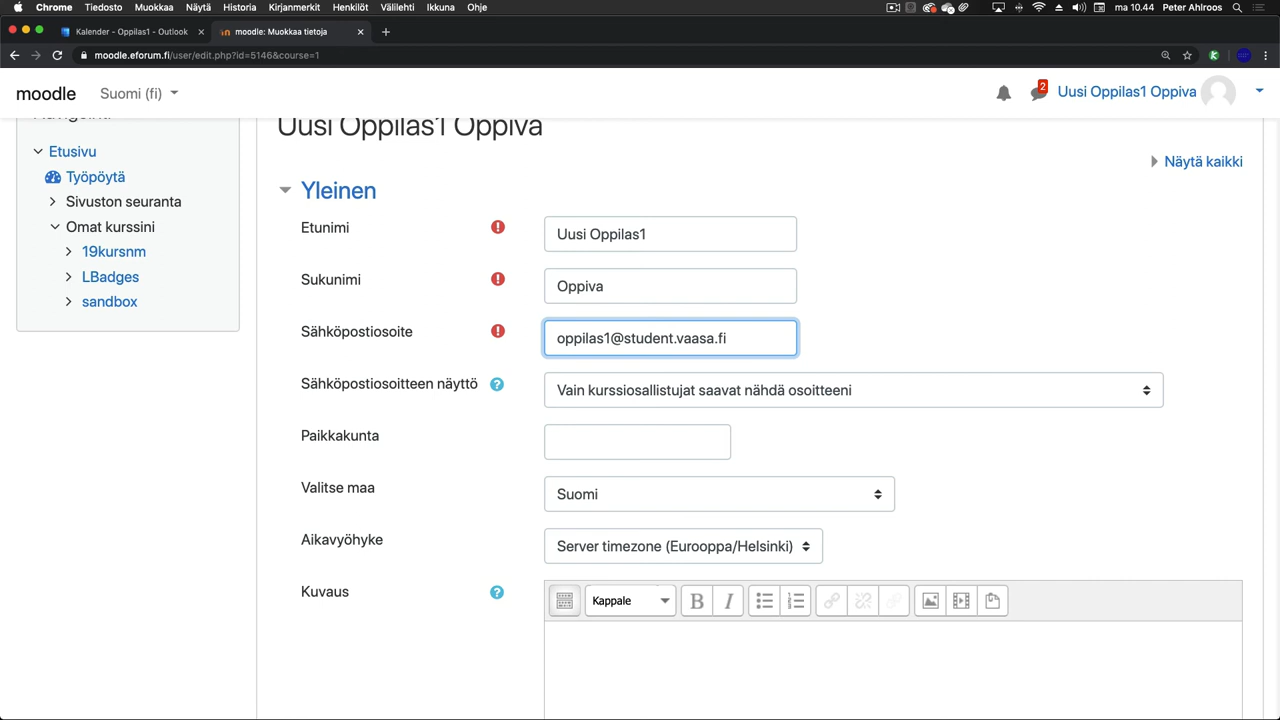 Chrome Tiedosto Muokkaa Näytä Historia Kirjanmerkit Henkilöt Välilehti Ikkuna Ohje ma 10.44 Peter Ahlroos
Kalender - Oppilas1 - Outlook moodle: Muokkaa tietoja
moodle.eforum.fi/user/edit.php?id=5146&course=1
moodle Suomi (fi) 2 Uusi Oppilas1 Oppiva
Navigointi
Uusi Oppilas1 Oppiva
Etusivu
Näytä kaikki
Työpöytä
Yleinen
Sivuston seuranta
Omat kurssini
Etunimi Uusi Oppilas1
19kursnm
LBadges
Sukunimi Oppiva
sandbox
Sähköpostiosoite oppilas1@student.vaasa.fi
Sähköpostiosoitteen näyttö Vain kurssiosallistujat saavat nähdä osoitteeni
Paikkakunta
Valitse maa Suomi
Aikavyöhyke Server timezone (Eurooppa/Helsinki)
Kuvaus Kappale B I